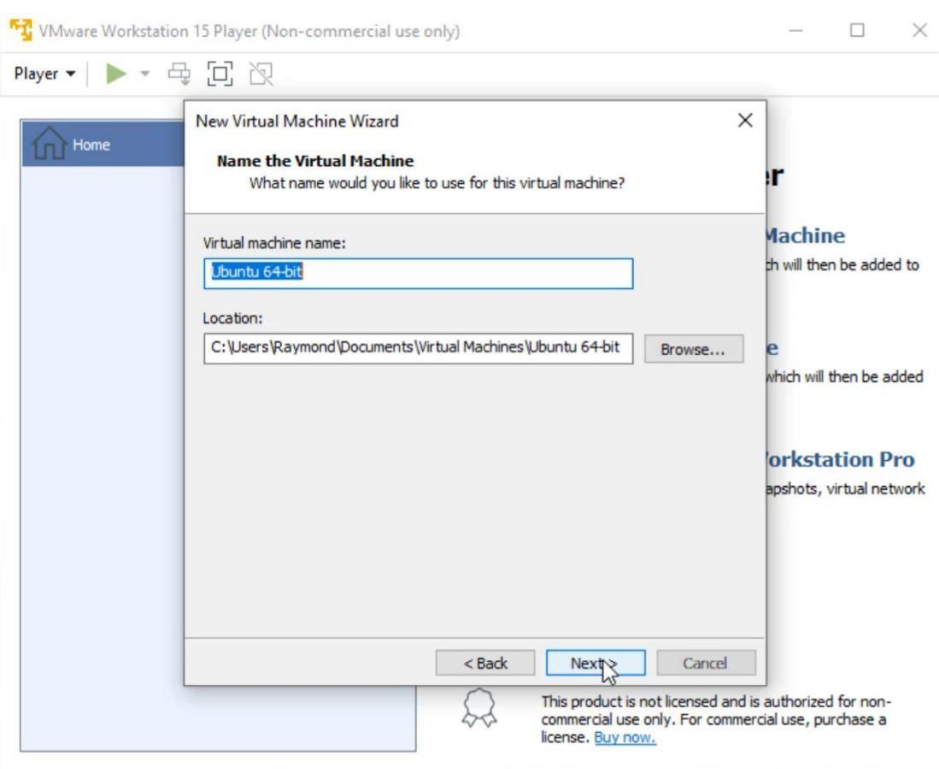 VMware Workstation 15 Player (Non-commercial use only)
Player
Home
New Virtual Machine Wizard
Name the Virtual Machine
What name would you like to use for this virtual machine?
Virtual machine name:
Ubuntu 64-bit
Location:
C:\Users\Raymond\Documents\Virtual Machines\Ubuntu 64-bit
Browse...
< Back
Next >
Cancel
er
Machine
ch will then be added to
e
which will then be added
orkstation Pro
apshots, virtual network
This product is not licensed and is authorized for non-
commercial use only. For commercial use, purchase a
license. Buy now.